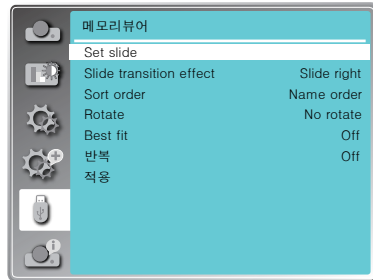 메모리뷰어
Set slide
Slide transition effect Slide right
Sort order Name order
Rotate No rotate
Best fit Off
반복 Off
적용